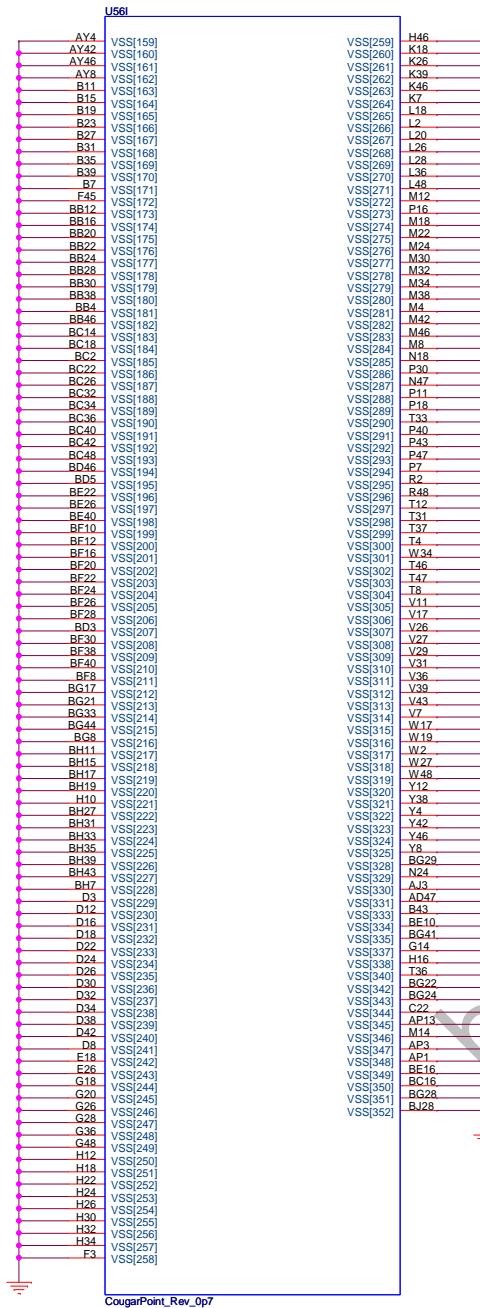 U56I
AY4 VSS[159]
AY42 VSS[160]
AY46 VSS[161]
AY8 VSS[162]
B11 VSS[163]
B15 VSS[164]
B19 VSS[165]
B23 VSS[166]
B27 VSS[167]
B31 VSS[168]
B35 VSS[169]
B39 VSS[170]
B7 VSS[171]
F45 VSS[172]
BB12 VSS[173]
BB16 VSS[174]
BB20 VSS[175]
BB22 VSS[176]
BB24 VSS[177]
BB28 VSS[178]
BB30 VSS[179]
BB38 VSS[180]
BB4 VSS[181]
BB46 VSS[182]
BC14 VSS[183]
BC18 VSS[184]
BC2 VSS[185]
BC22 VSS[186]
BC26 VSS[187]
BC32 VSS[188]
BC34 VSS[189]
BC36 VSS[190]
BC40 VSS[191]
BC42 VSS[192]
BC48 VSS[193]
BD46 VSS[194]
BD5 VSS[195]
BE22 VSS[196]
BE26 VSS[197]
BE40 VSS[198]
BF10 VSS[199]
BF12 VSS[200]
BF16 VSS[201]
BF20 VSS[202]
BF22 VSS[203]
BF24 VSS[204]
BF26 VSS[205]
BF28 VSS[206]
BD3 VSS[207]
BF30 VSS[208]
BF38 VSS[209]
BF40 VSS[210]
BF8 VSS[211]
BG17 VSS[212]
BG21 VSS[213]
BG33 VSS[214]
BG44 VSS[215]
BG8 VSS[216]
BH11 VSS[217]
BH15 VSS[218]
BH17 VSS[219]
BH19 VSS[220]
H10 VSS[221]
BH27 VSS[222]
BH31 VSS[223]
BH33 VSS[224]
BH35 VSS[225]
BH39 VSS[226]
BH43 VSS[227]
BH7 VSS[228]
D3 VSS[229]
D12 VSS[230]
D16 VSS[231]
D18 VSS[232]
D22 VSS[233]
D24 VSS[234]
D26 VSS[235]
D30 VSS[236]
D32 VSS[237]
D34 VSS[238]
D38 VSS[239]
D42 VSS[240]
D8 VSS[241]
E18 VSS[242]
E26 VSS[243]
G18 VSS[244]
G20 VSS[245]
G26 VSS[246]
G28 VSS[247]
G36 VSS[248]
G48 VSS[249]
H12 VSS[250]
H18 VSS[251]
H22 VSS[252]
H24 VSS[253]
H26 VSS[254]
H30 VSS[255]
H32 VSS[256]
H34 VSS[257]
F3 VSS[258]
VSS[259] H46
VSS[260] K18
VSS[261] K26
VSS[262] K39
VSS[263] K46
VSS[264] K7
VSS[265] L18
VSS[266] L2
VSS[267] L20
VSS[268] L26
VSS[269] L28
VSS[270] L36
VSS[271] L48
VSS[272] M12
VSS[273] P16
VSS[274] M18
VSS[275] M22
VSS[276] M24
VSS[277] M30
VSS[278] M32
VSS[279] M34
VSS[280] M38
VSS[281] M4
VSS[282] M42
VSS[283] M46
VSS[284] M8
VSS[285] N18
VSS[286] P30
VSS[287] N47
VSS[288] P11
VSS[289] P18
VSS[290] T33
VSS[291] P40
VSS[292] P43
VSS[293] P47
VSS[294] P7
VSS[295] R2
VSS[296] R48
VSS[297] T12
VSS[298] T31
VSS[299] T37
VSS[300] T4
VSS[301] W34
VSS[302] T46
VSS[303] T47
VSS[304] T8
VSS[305] V11
VSS[306] V17
VSS[307] V26
VSS[308] V27
VSS[309] V29
VSS[310] V31
VSS[311] V36
VSS[312] V39
VSS[313] V43
VSS[314] V7
VSS[315] W17
VSS[316] W19
VSS[317] W2
VSS[318] W27
VSS[319] W48
VSS[320] Y12
VSS[321] Y38
VSS[322] Y4
VSS[323] Y42
VSS[324] Y46
VSS[325] Y8
VSS[328] BG29
VSS[329] N24
VSS[330] AJ3
VSS[331] AD47
VSS[333] B43
VSS[334] BE10
VSS[335] BG41
VSS[337] G14
VSS[338] H16
VSS[340] T36
VSS[342] BG22
VSS[343] BG24
VSS[344] C22
VSS[345] AP13
VSS[346] M14
VSS[347] AP3
VSS[348] AP1
VSS[349] BE16
VSS[350] BC16
VSS[351] BG28
VSS[352] BJ28
CougarPoint_Rev_0p7